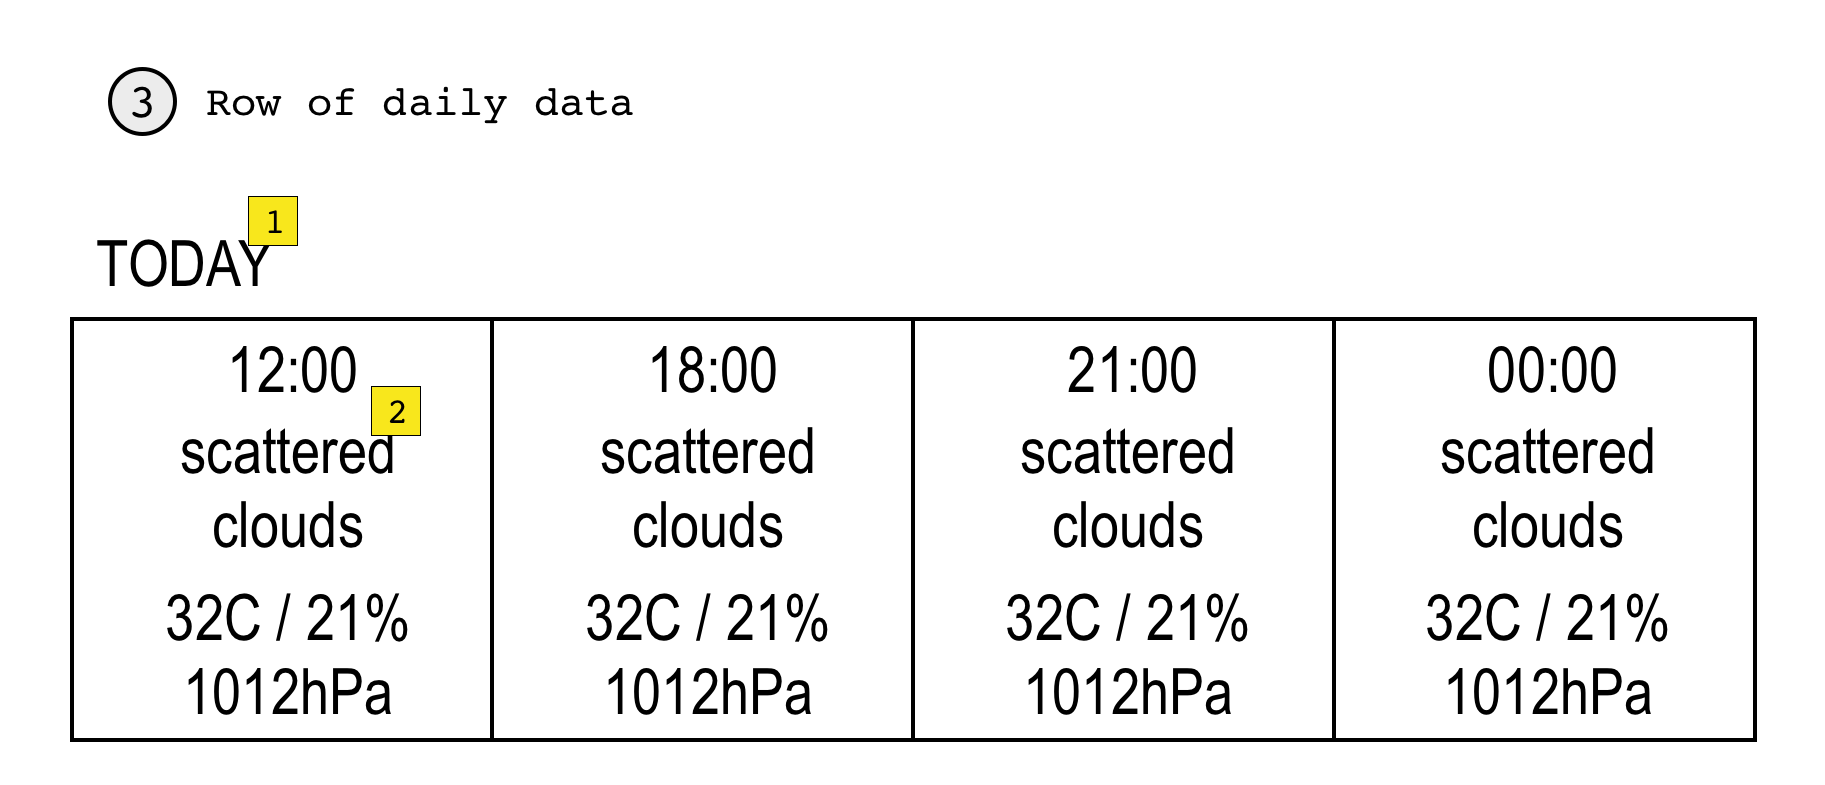 3 Row of daily data
1
TODAY
12:00
2
scattered
clouds
32C / 21%
1012hPa
18:00
scattered
clouds
32C / 21%
1012hPa
21:00
scattered
clouds
32C / 21%
1012hPa
00:00
scattered
clouds
32C / 21%
1012hPa